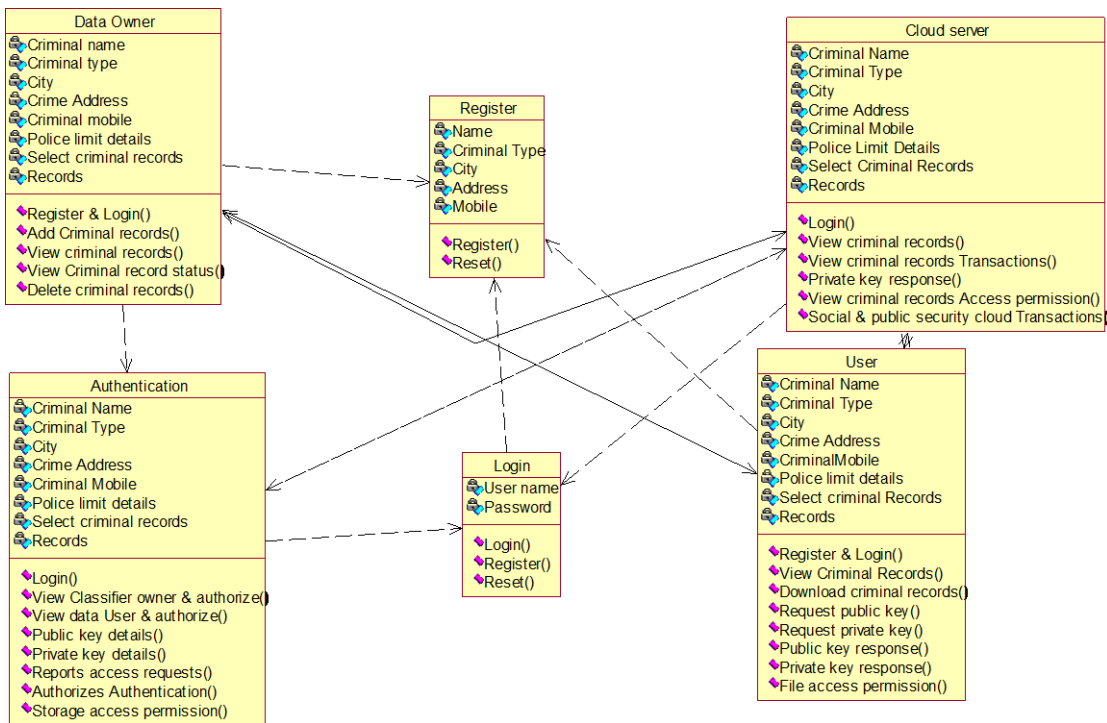 Data Owner
Criminal name
Criminal type
City
Crime Address
Criminal mobile
Police limit details
Select criminal records
Records
Register & Login()
Add Criminal records()
View criminal records()
View Criminal record status()
Delete criminal records()
Register
Name
Criminal Type
City
Address
Mobile
Register()
Reset()
Cloud server
Criminal Name
Criminal Type
City
Crime Address
Criminal Mobile
Police Limit Details
Select Criminal Records
Records
Login()
View criminal records()
View criminal records Transactions()
Private key response()
View criminal records Access permission()
Social & public security cloud Transactions(
Authentication
Criminal Name
Criminal Type
City
Crime Address
Criminal Mobile
Police limit details
Select criminal records
Records
Login()
View Classifier owner & authorize()
View data User & authorize()
Public key details()
Private key details()
Reports access requests()
Authorizes Authentication()
Storage access permission()
Login
User name
Password
Login()
Register()
Reset()
User
Criminal Name
Criminal Type
City
Crime Address
CriminalMobile
Police limit details
Select criminal Records
Records
Register & Login()
View Criminal Records()
Download criminal records()
Request public key()
Request private key()
Public key response()
Private key response()
File access permission()